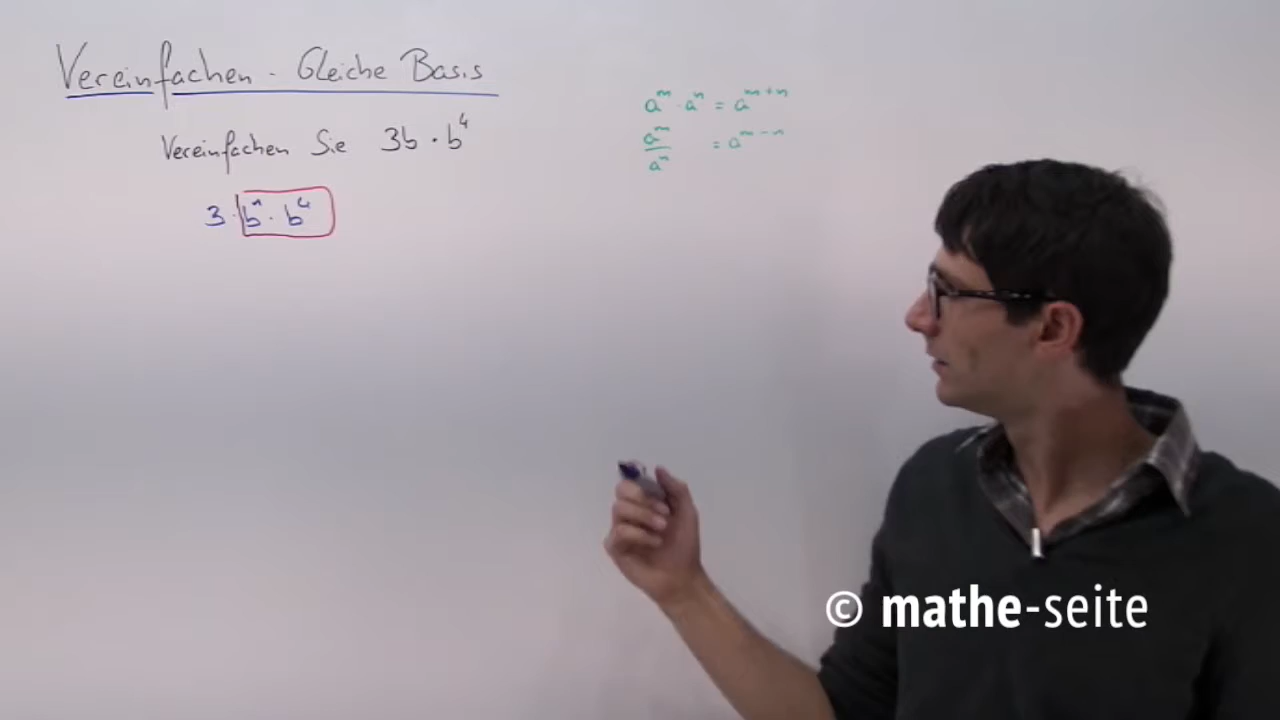 Vereinfachen - Gleiche Basis
Vereinfachen Sie 3b · b⁴
3 · b¹ · b⁴
aᵐ · aⁿ = aᵐ⁺ⁿ
aᵐ/aⁿ = aᵐ⁻ⁿ
© mathe-seite